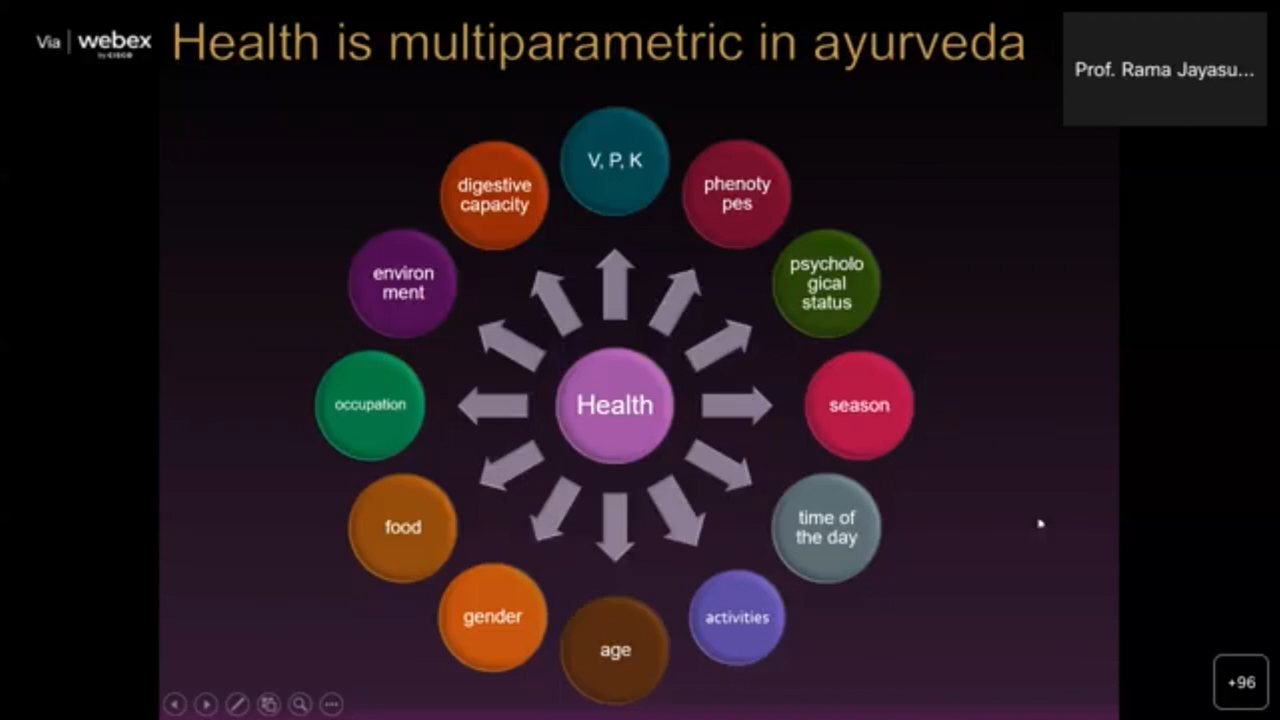 Via | webex
by CISCO
Health is multiparametric in ayurveda
Prof. Rama Jayasu...
V, P, K
phenoty
pes
psycholo
gical
status
season
time of
the day
activities
age
gender
food
occupation
environ
ment
digestive
capacity
Health
+96